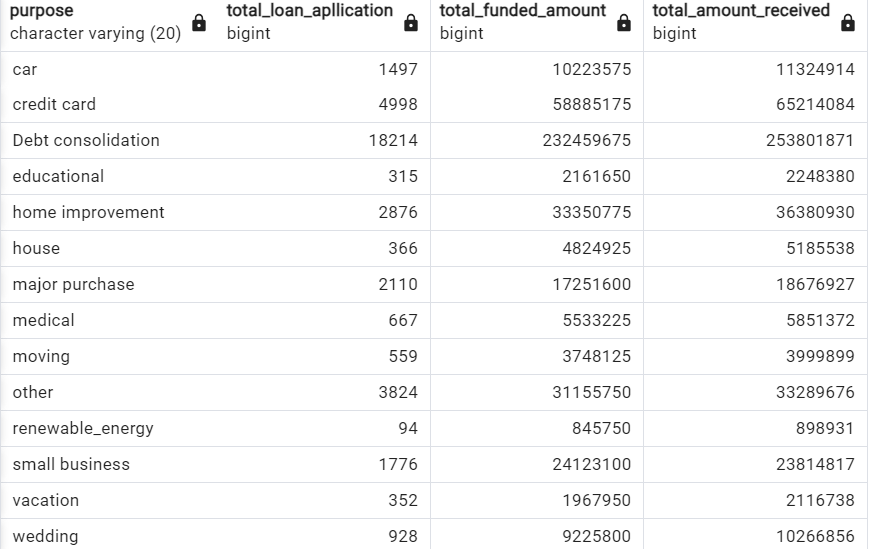 purpose total_loan_apllication total_funded_amount total_amount_received
character varying (20) bigint bigint bigint
car 1497 10223575 11324914
credit card 4998 58885175 65214084
Debt consolidation 18214 232459675 253801871
educational 315 2161650 2248380
home improvement 2876 33350775 36380930
house 366 4824925 5185538
major purchase 2110 17251600 18676927
medical 667 5533225 5851372
moving 559 3748125 3999899
other 3824 31155750 33289676
renewable_energy 94 845750 898931
small business 1776 24123100 23814817
vacation 352 1967950 2116738
wedding 928 9225800 10266856